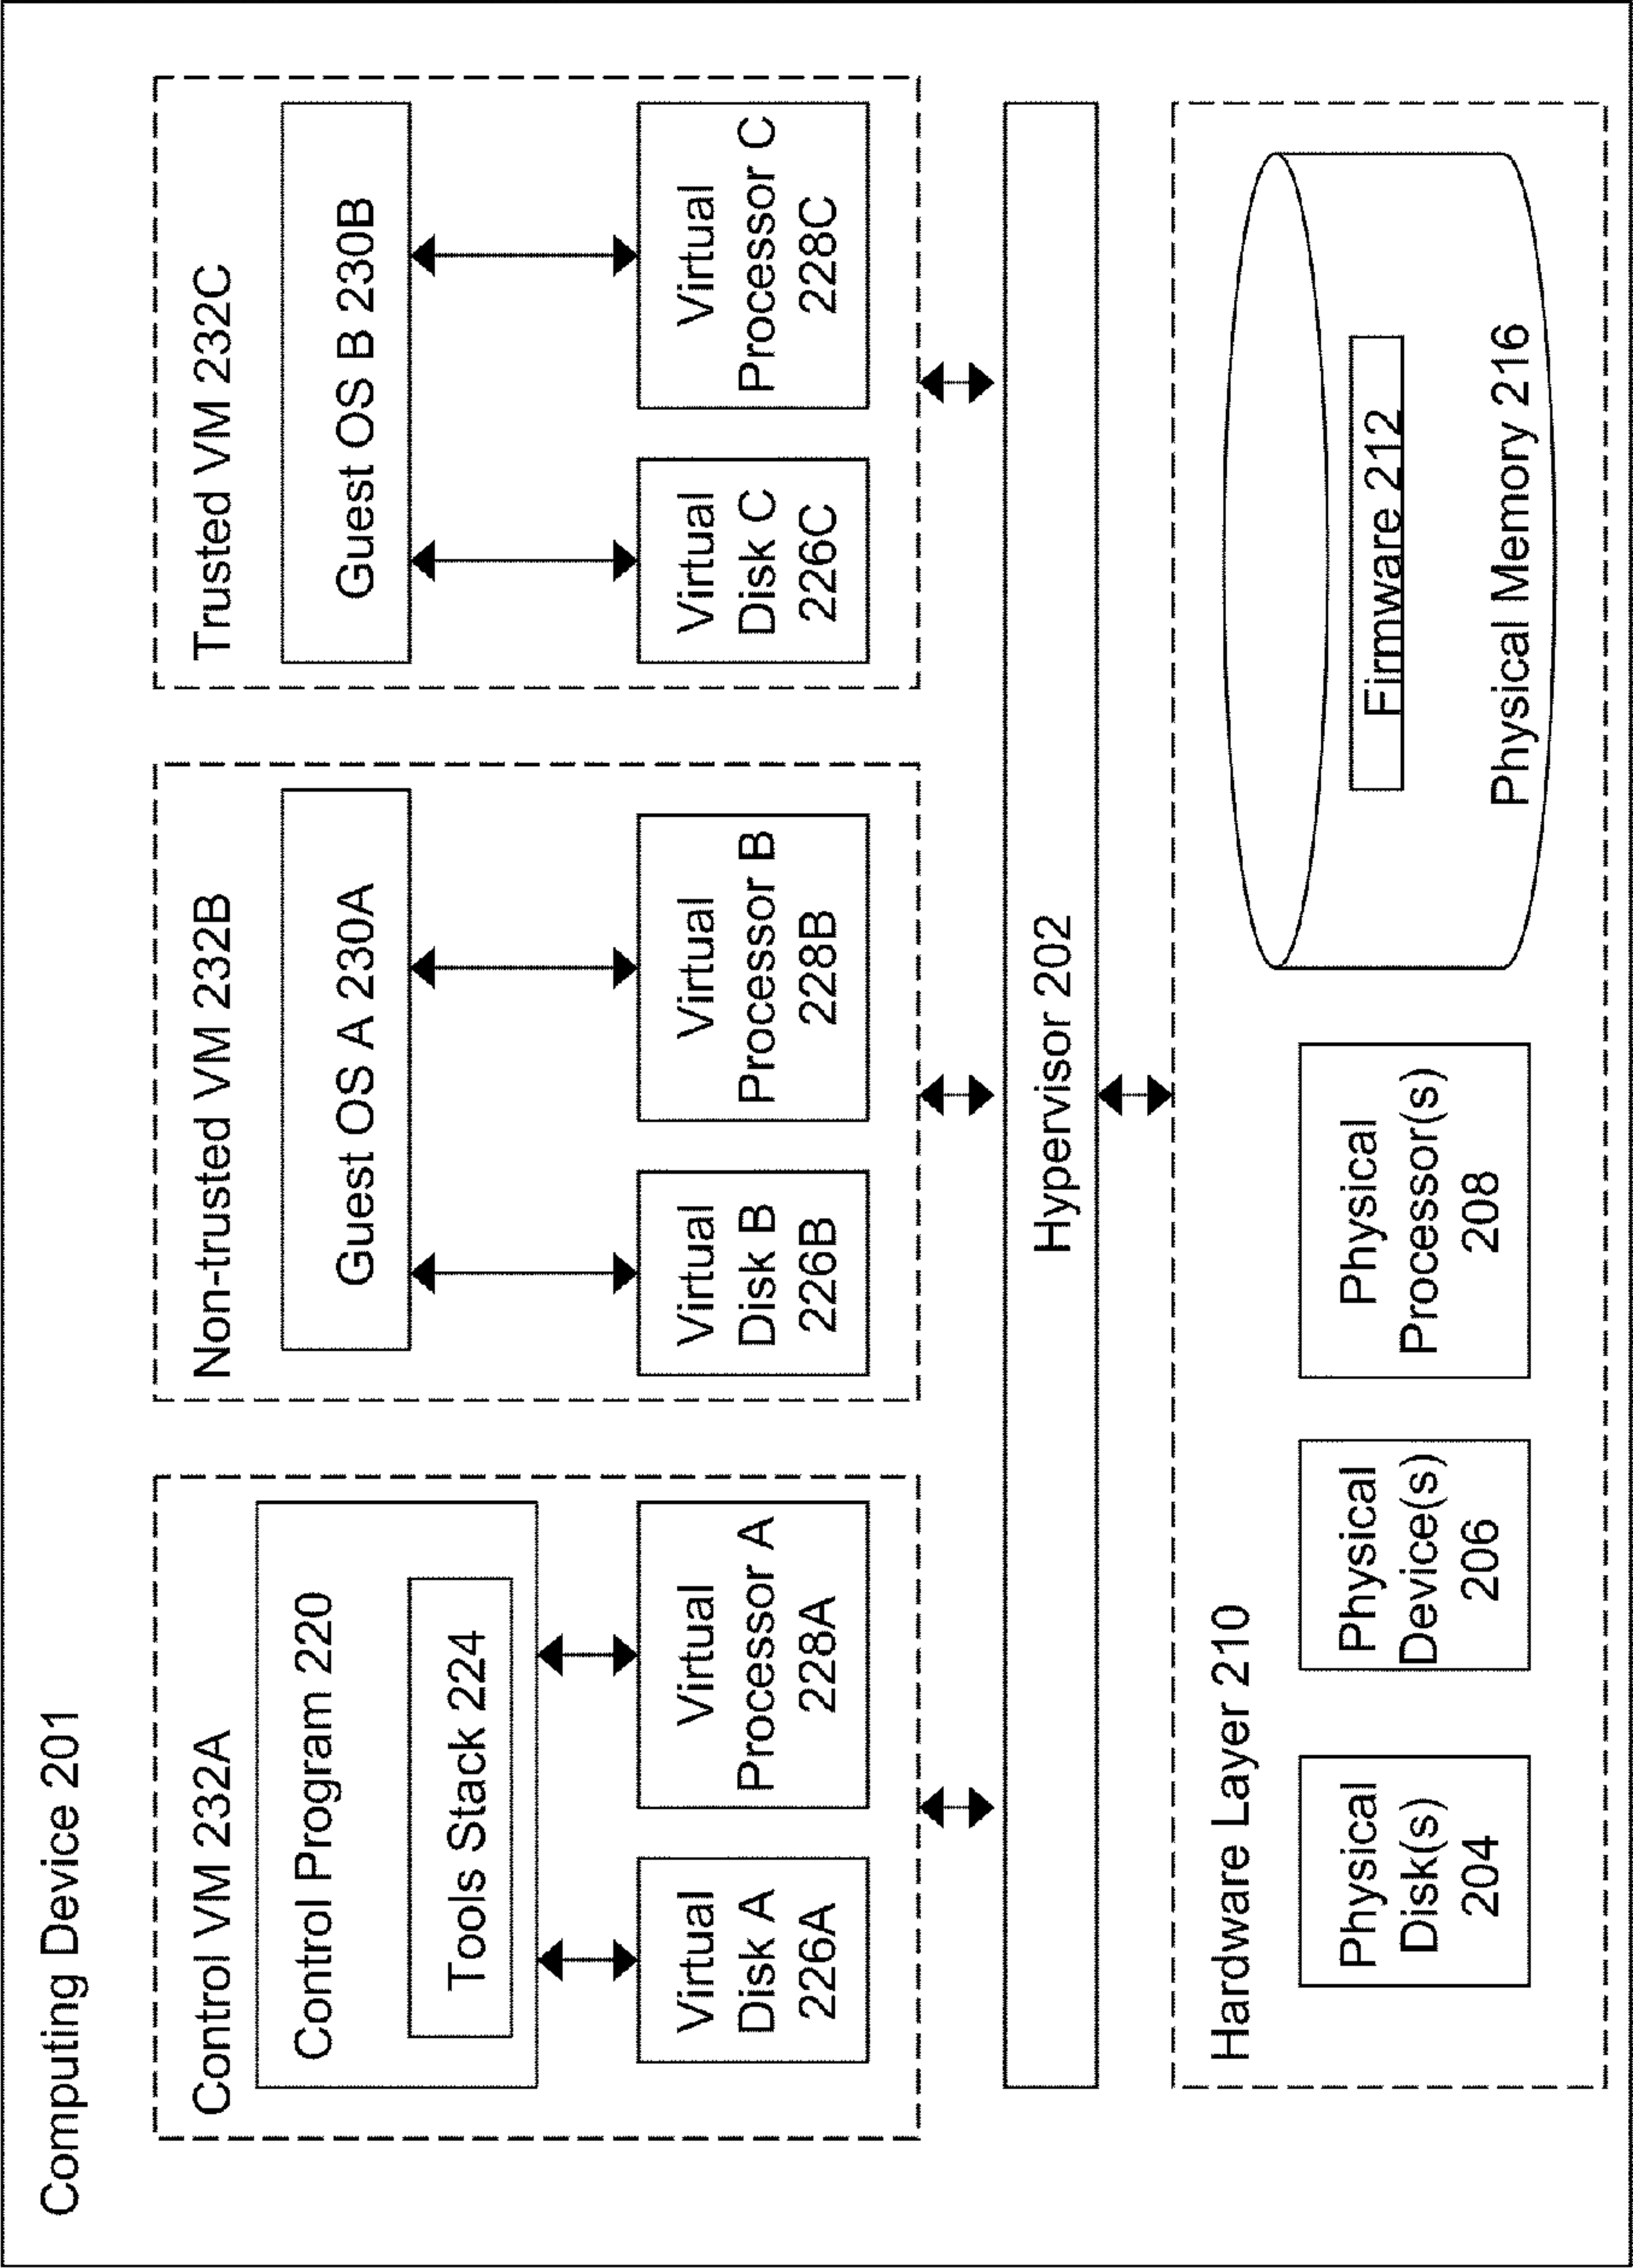 Computing Device 201
Control VM 232A
Control Program 220
Tools Stack 224
Virtual
Disk A
226A
Virtual
Processor A
228A
Non-trusted VM 232B
Guest OS A 230A
Virtual
Disk B
226B
Virtual
Processor B
228B
Trusted VM 232C
Guest OS B 230B
Virtual
Disk C
226C
Virtual
Processor C
228C
Hypervisor 202
Hardware Layer 210
Physical
Disk(s)
204
Physical
Device(s)
206
Physical
Processor(s)
208
Firmware 212
Physical Memory 216